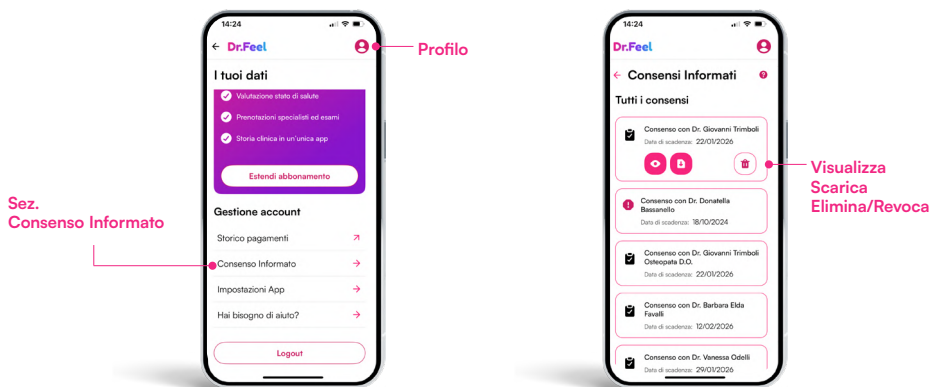 14:24
Dr.Feel
I tuoi dati
Valutazione stato di salute
Prenotazioni specialisti ed esami
Storia clinica in un'unica app
Estendi abbonamento
Gestione account
Storico pagamenti
Consenso Informato
Impostazioni App
Hai bisogno di aiuto?
Logout
Profilo
Sez.
Consenso Informato
14:24
Dr.Feel
Consensi Informati
?
Tutti i consensi
Consenso con Dr. Giovanni Trimboli
Data di scadenza: 22/01/2026
Consenso con Dr. Donatella
Bassanello
Data di scadenza: 18/10/2024
Consenso con Dr. Giovanni Trimboli
Osteopata D.O.
Data di scadenza: 22/01/2026
Consenso con Dr. Barbara Elda
Favalli
Data di scadenza: 12/02/2026
Consenso con Dr. Vanessa Odelli
Data di scadenza: 29/01/2026
Visualizza
Scarica
Elimina/Revoca